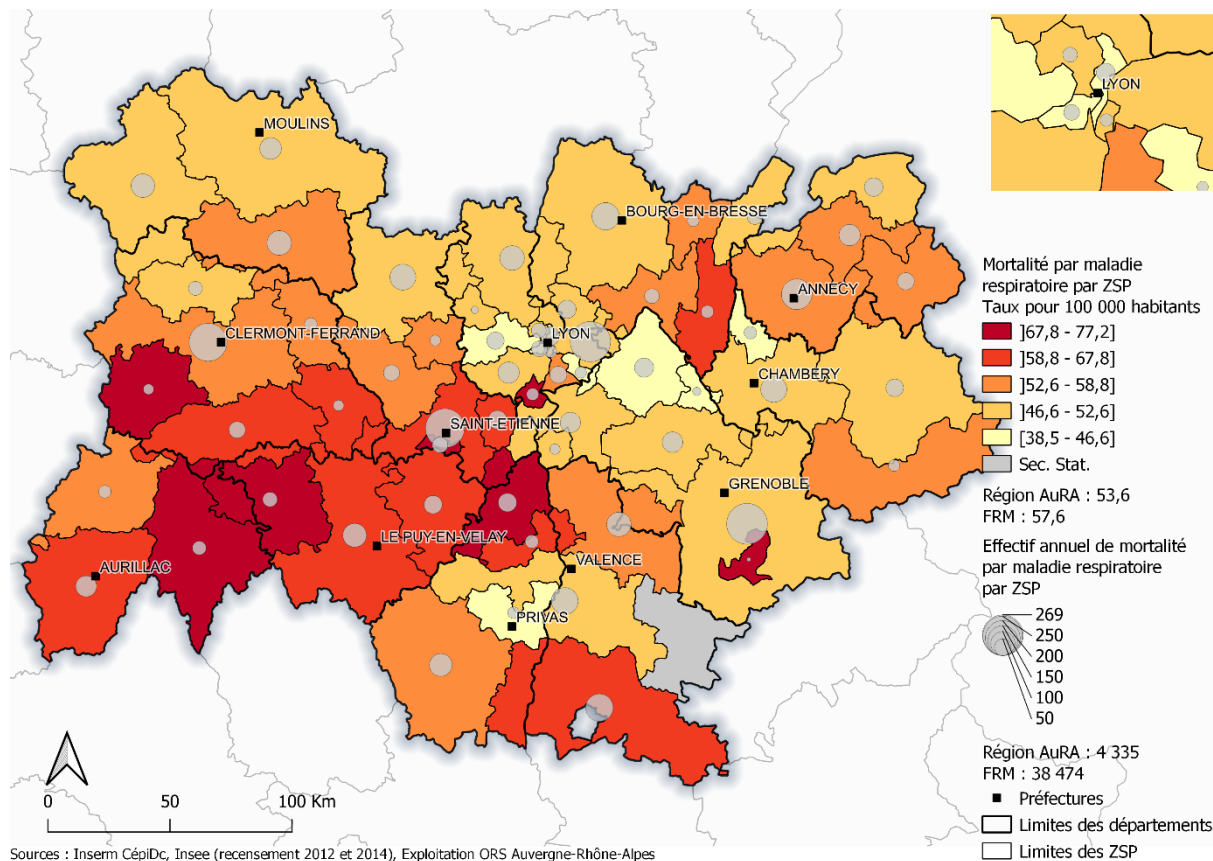 MOULINS
BOURG-EN-BRESSE
ANNECY
CLERMONT-FERRAND
LYON
CHAMBERY
SAINT-ETIENNE
GRENOBLE
LE PUY-EN-VELAY
VALENCE
AURILLAC
PRIVAS
LYON
Mortalité par maladie
respiratoire par ZSP
Taux pour 100 000 habitants
]67,8 - 77,2]
]58,8 - 67,8]
]52,6 - 58,8]
]46,6 - 52,6]
[38,5 - 46,6]
Sec. Stat.
Région AuRA : 53,6
FRM : 57,6
Effectif annuel de mortalité
par maladie respiratoire
par ZSP
269
250
200
150
100
50
Région AuRA : 4 335
FRM : 38 474
Préfectures
Limites des départements
Limites des ZSP
0 50 100 Km
Sources : Inserm CépiDc, Insee (recensement 2012 et 2014), Exploitation ORS Auvergne-Rhône-Alpes